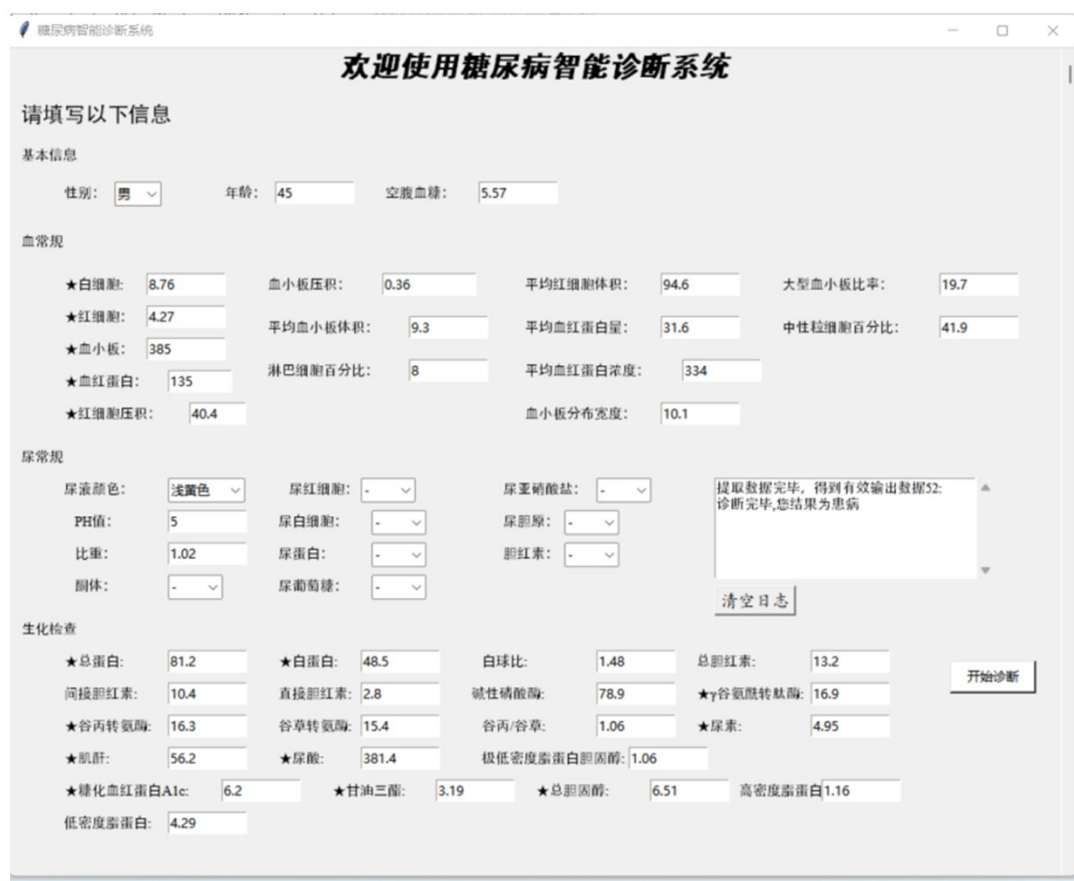 糖尿病智能诊断系统
欢迎使用糖尿病智能诊断系统
请填写以下信息
基本信息
性别： 男 年龄： 45 空腹血糖： 5.57
血常规
★白细胞: 8.76 血小板压积： 0.36 平均红细胞体积： 94.6 大型血小板比率： 19.7
★红细胞: 4.27 平均血小板体积： 9.3 平均血红蛋白量： 31.6 中性粒细胞百分比： 41.9
★血小板： 385 淋巴细胞百分比： 8 平均血红蛋白浓度： 334
★血红蛋白： 135
★红细胞压积： 40.4 血小板分布宽度： 10.1
尿常规
尿液颜色： 浅黄色 尿红细胞： - 尿亚硝酸盐： -
PH值： 5 尿白细胞： - 尿胆原： -
比重： 1.02 尿蛋白： - 胆红素： -
酮体： - 尿葡萄糖： -
提取数据完毕，得到有效输出数据52:
诊断完毕,您结果为患病
清空日志
生化检查
★总蛋白: 81.2 ★白蛋白: 48.5 白球比: 1.48 总胆红素: 13.2
间接胆红素: 10.4 直接胆红素: 2.8 碱性磷酸酶: 78.9 ★γ谷氨酰转肽酶: 16.9
★谷丙转氨酶: 16.3 谷草转氨酶: 15.4 谷丙/谷草: 1.06 ★尿素: 4.95
★肌酐: 56.2 ★尿酸: 381.4 极低密度脂蛋白胆固醇: 1.06
★糖化血红蛋白A1c: 6.2 ★甘油三酯: 3.19 ★总胆固醇: 6.51 高密度脂蛋白 1.16
低密度脂蛋白: 4.29
开始诊断